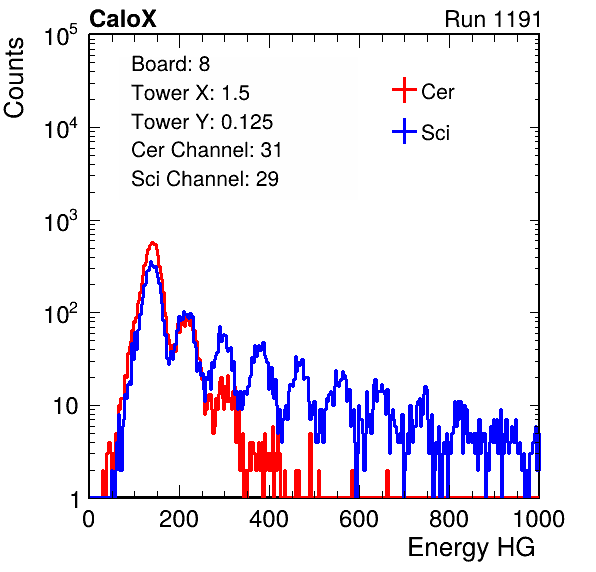 CaloX Run 1191
Counts
10^5
10^4
10^3
10^2
10
1
Board: 8
Tower X: 1.5
Tower Y: 0.125
Cer Channel: 31
Sci Channel: 29
Cer
Sci
0 200 400 600 800 1000
Energy HG